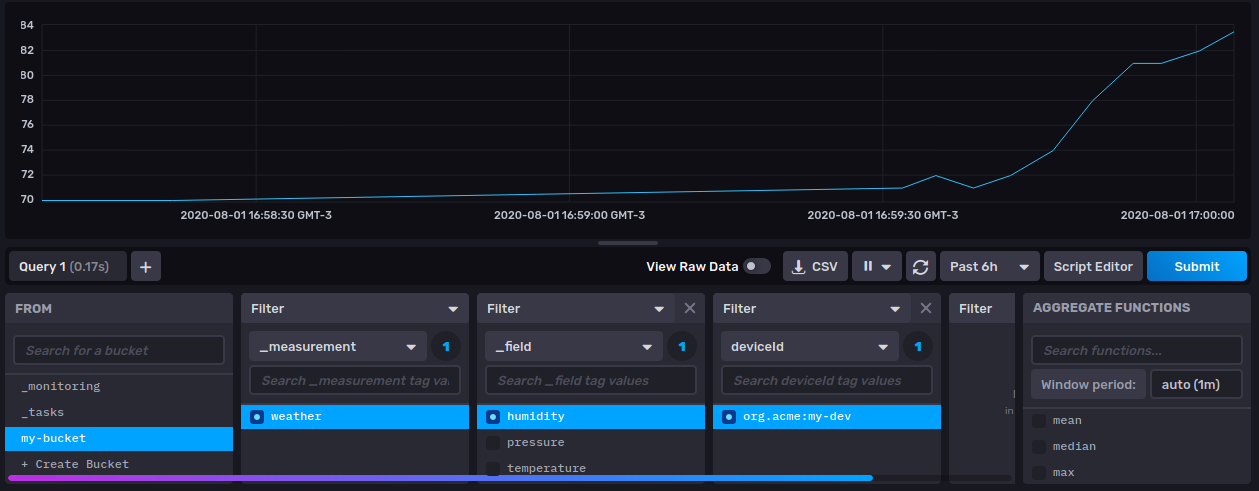 84
82
80
78
76
74
72
70
2020-08-01 16:58:30 GMT-3 2020-08-01 16:59:00 GMT-3 2020-08-01 16:59:30 GMT-3 2020-08-01 17:00:00
Query 1 (0.17s) + View Raw Data CSV Past 6h Script Editor Submit
FROM
Search for a bucket
_monitoring
_tasks
my-bucket
+ Create Bucket
Filter
_measurement 1
Search _measurement tag va
weather
Filter
_field 1
Search _field tag values
humidity
pressure
temperature
Filter
deviceId 1
Search deviceId tag values
org.acme:my-dev
Filter
in
AGGREGATE FUNCTIONS
Search functions...
Window period: auto (1m)
mean
median
max